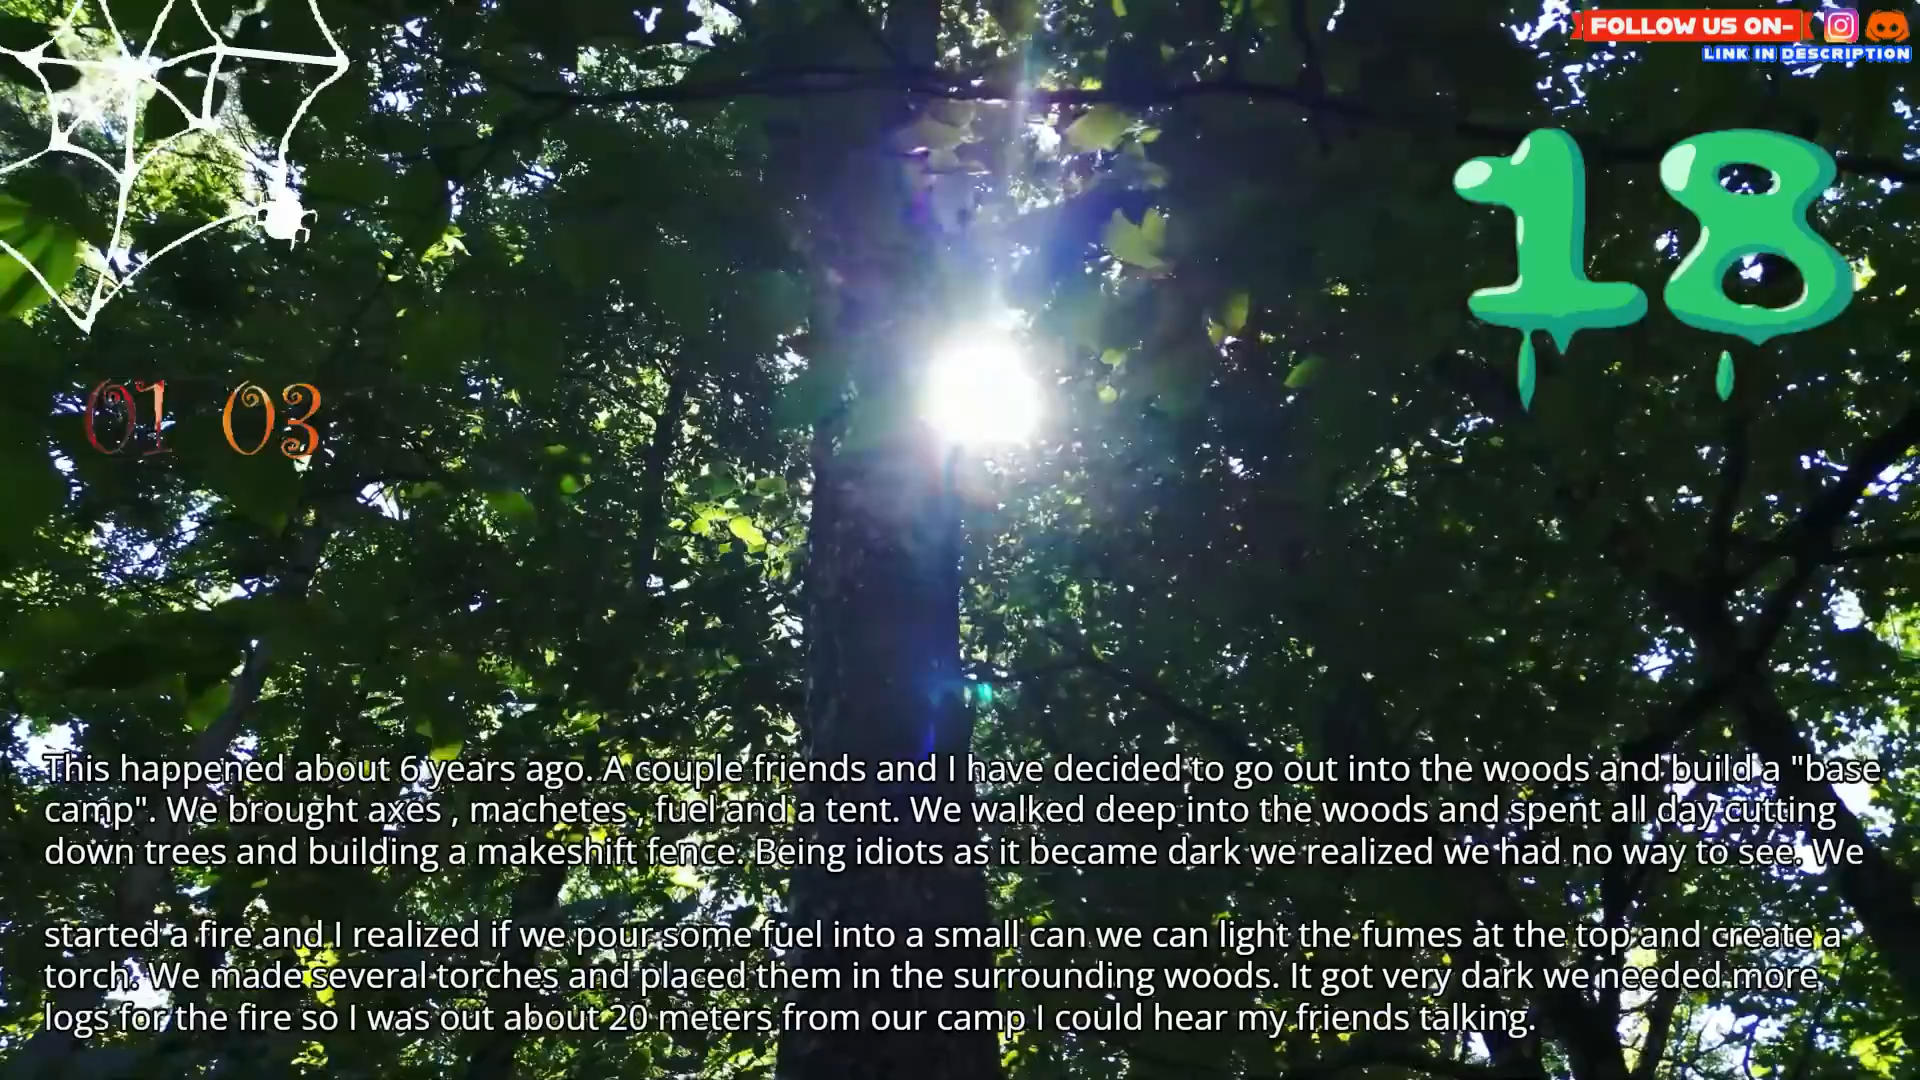 FOLLOW US ON-
LINK IN DESCRIPTION
18
01 03
This happened about 6 years ago. A couple friends and I have decided to go out into the woods and build a "base
camp". We brought axes , machetes , fuel and a tent. We walked deep into the woods and spent all day cutting
down trees and building a makeshift fence. Being idiots as it became dark we realized we had no way to see. We
started a fire and I realized if we pour some fuel into a small can we can light the fumes at the top and create a
torch. We made several torches and placed them in the surrounding woods. It got very dark we needed more
logs for the fire so I was out about 20 meters from our camp I could hear my friends talking.